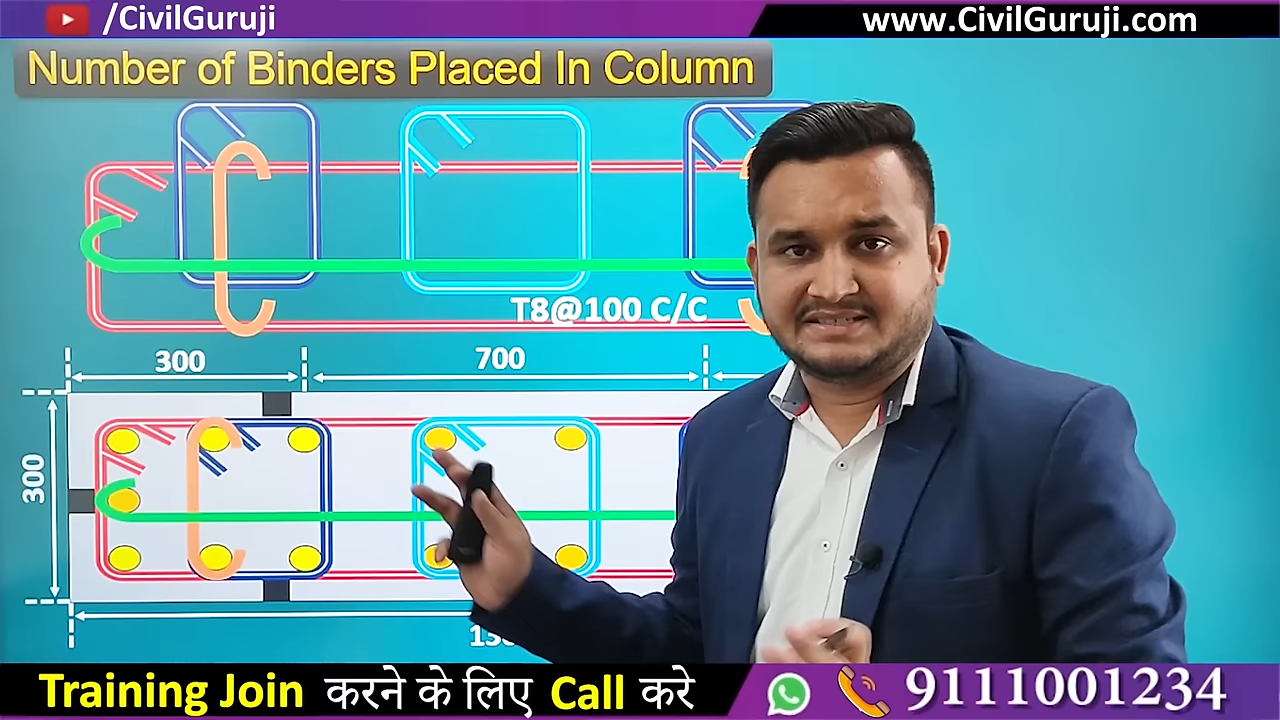 /CivilGuruji
www.CivilGuruji.com
Number of Binders Placed In Column
T8@100 C/C
300
700
300
Training Join करने के लिए Call करे
9111001234